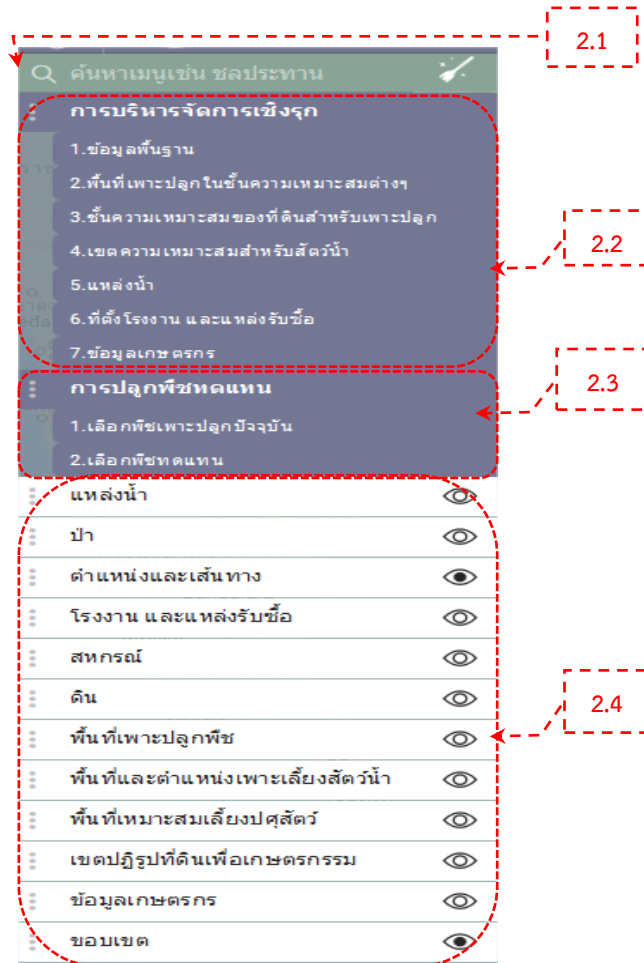 2.1
ค้นหาเมนูเช่น ชลประทาน
การบริหารจัดการเชิงรุก
1.ข้อมูลพื้นฐาน
2.พื้นที่เพาะปลูกในชั้นความเหมาะสมต่างๆ
3.ชั้นความเหมาะสมของที่ดินสำหรับเพาะปลูก
4.เขตความเหมาะสมสำหรับสัตว์น้ำ
2.2
5.แหล่งน้ำ
6.ที่ตั้งโรงงาน และแหล่งรับซื้อ
7.ข้อมูลเกษตรกร
การปลูกพืชทดแทน
2.3
1.เลือกพืชเพาะปลูกปัจจุบัน
2.เลือกพืชทดแทน
แหล่งน้ำ
ป่า
ตำแหน่งและเส้นทาง
โรงงาน และแหล่งรับซื้อ
สหกรณ์
ดิน
2.4
พื้นที่เพาะปลูกพืช
พื้นที่และตำแหน่งเพาะเลี้ยงสัตว์น้ำ
พื้นที่เหมาะสมเลี้ยงปศุสัตว์
เขตปฏิรูปที่ดินเพื่อเกษตรกรรม
ข้อมูลเกษตรกร
ขอบเขต